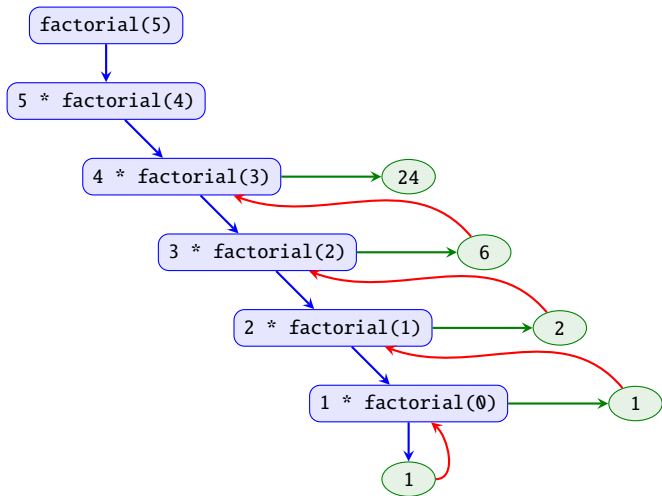 factorial(5)
5 * factorial(4)
4 * factorial(3)
24
3 * factorial(2)
6
2 * factorial(1)
2
1 * factorial(0)
1
1